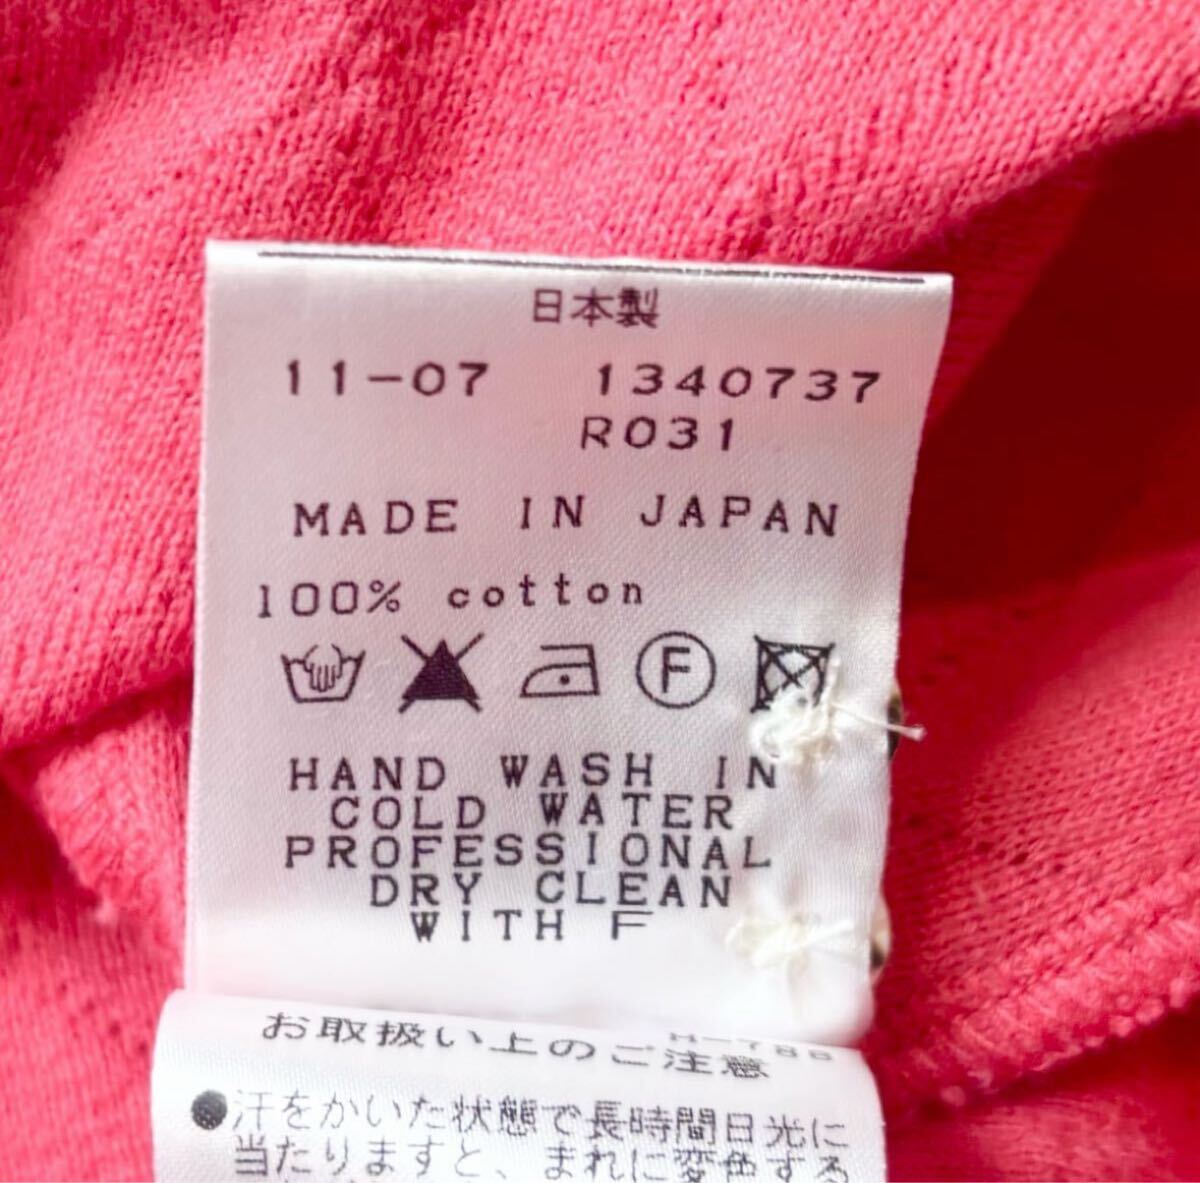 日本製
11-07 1340737
R031
MADE IN JAPAN
100% cotton
F
HAND WASH IN
COLD WATER
PROFESSIONAL
DRY CLEAN
WITH F
お取扱い上のご注意
●汗をかいた状態で長時間日光に
当たりますと、まれに変色する